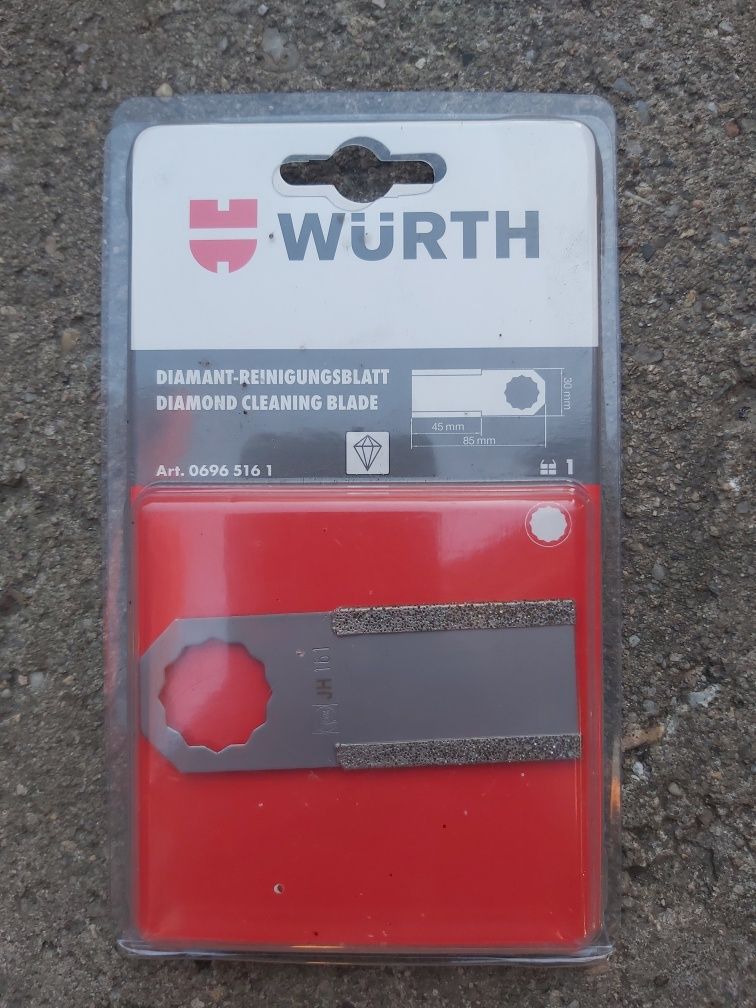 WÜRTH
DIAMANT-REINIGUNGSBLATT
DIAMOND CLEANING BLADE
30 mm
45 mm
85 mm
Art. 0696 516 1
1
JH 161